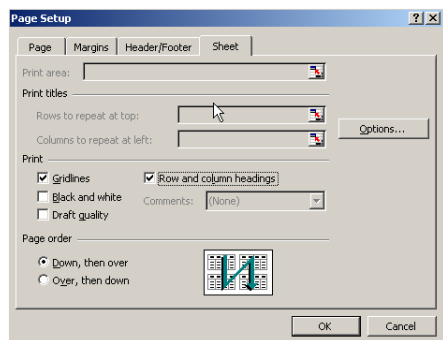 Page Setup
Page Margins Header/Footer Sheet
Print area:
Print titles
Rows to repeat at top:
Columns to repeat at left:
Options...
Print
Gridlines Row and column headings
Black and white Comments: (None)
Draft quality
Page order
Down, then over
Over, then down
OK Cancel